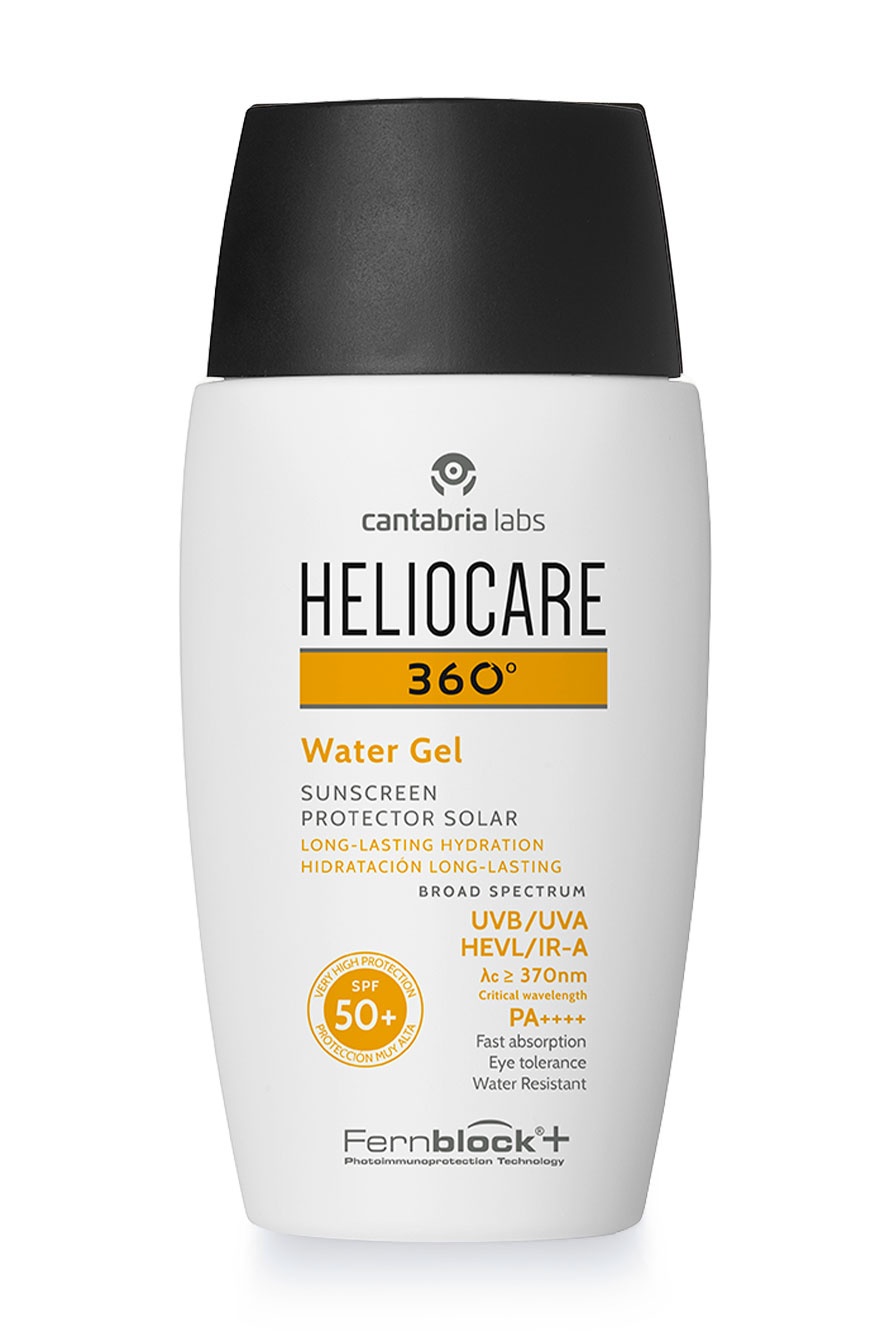 cantabria labs
HELIOCARE
360°
Water Gel
SUNSCREEN
PROTECTOR SOLAR
LONG-LASTING HYDRATION
HIDRATACIÓN LONG-LASTING
BROAD SPECTRUM
UVB/UVA
HEVL/IR-A
λc ≥ 370nm
Critical wavelength
PA++++
Fast absorption
Eye tolerance
Water Resistant
VERY HIGH PROTECTION
SPF
50+
PROTECCIÓN MUY ALTA
Fernblock®+
Photoimmunoprotection Technology